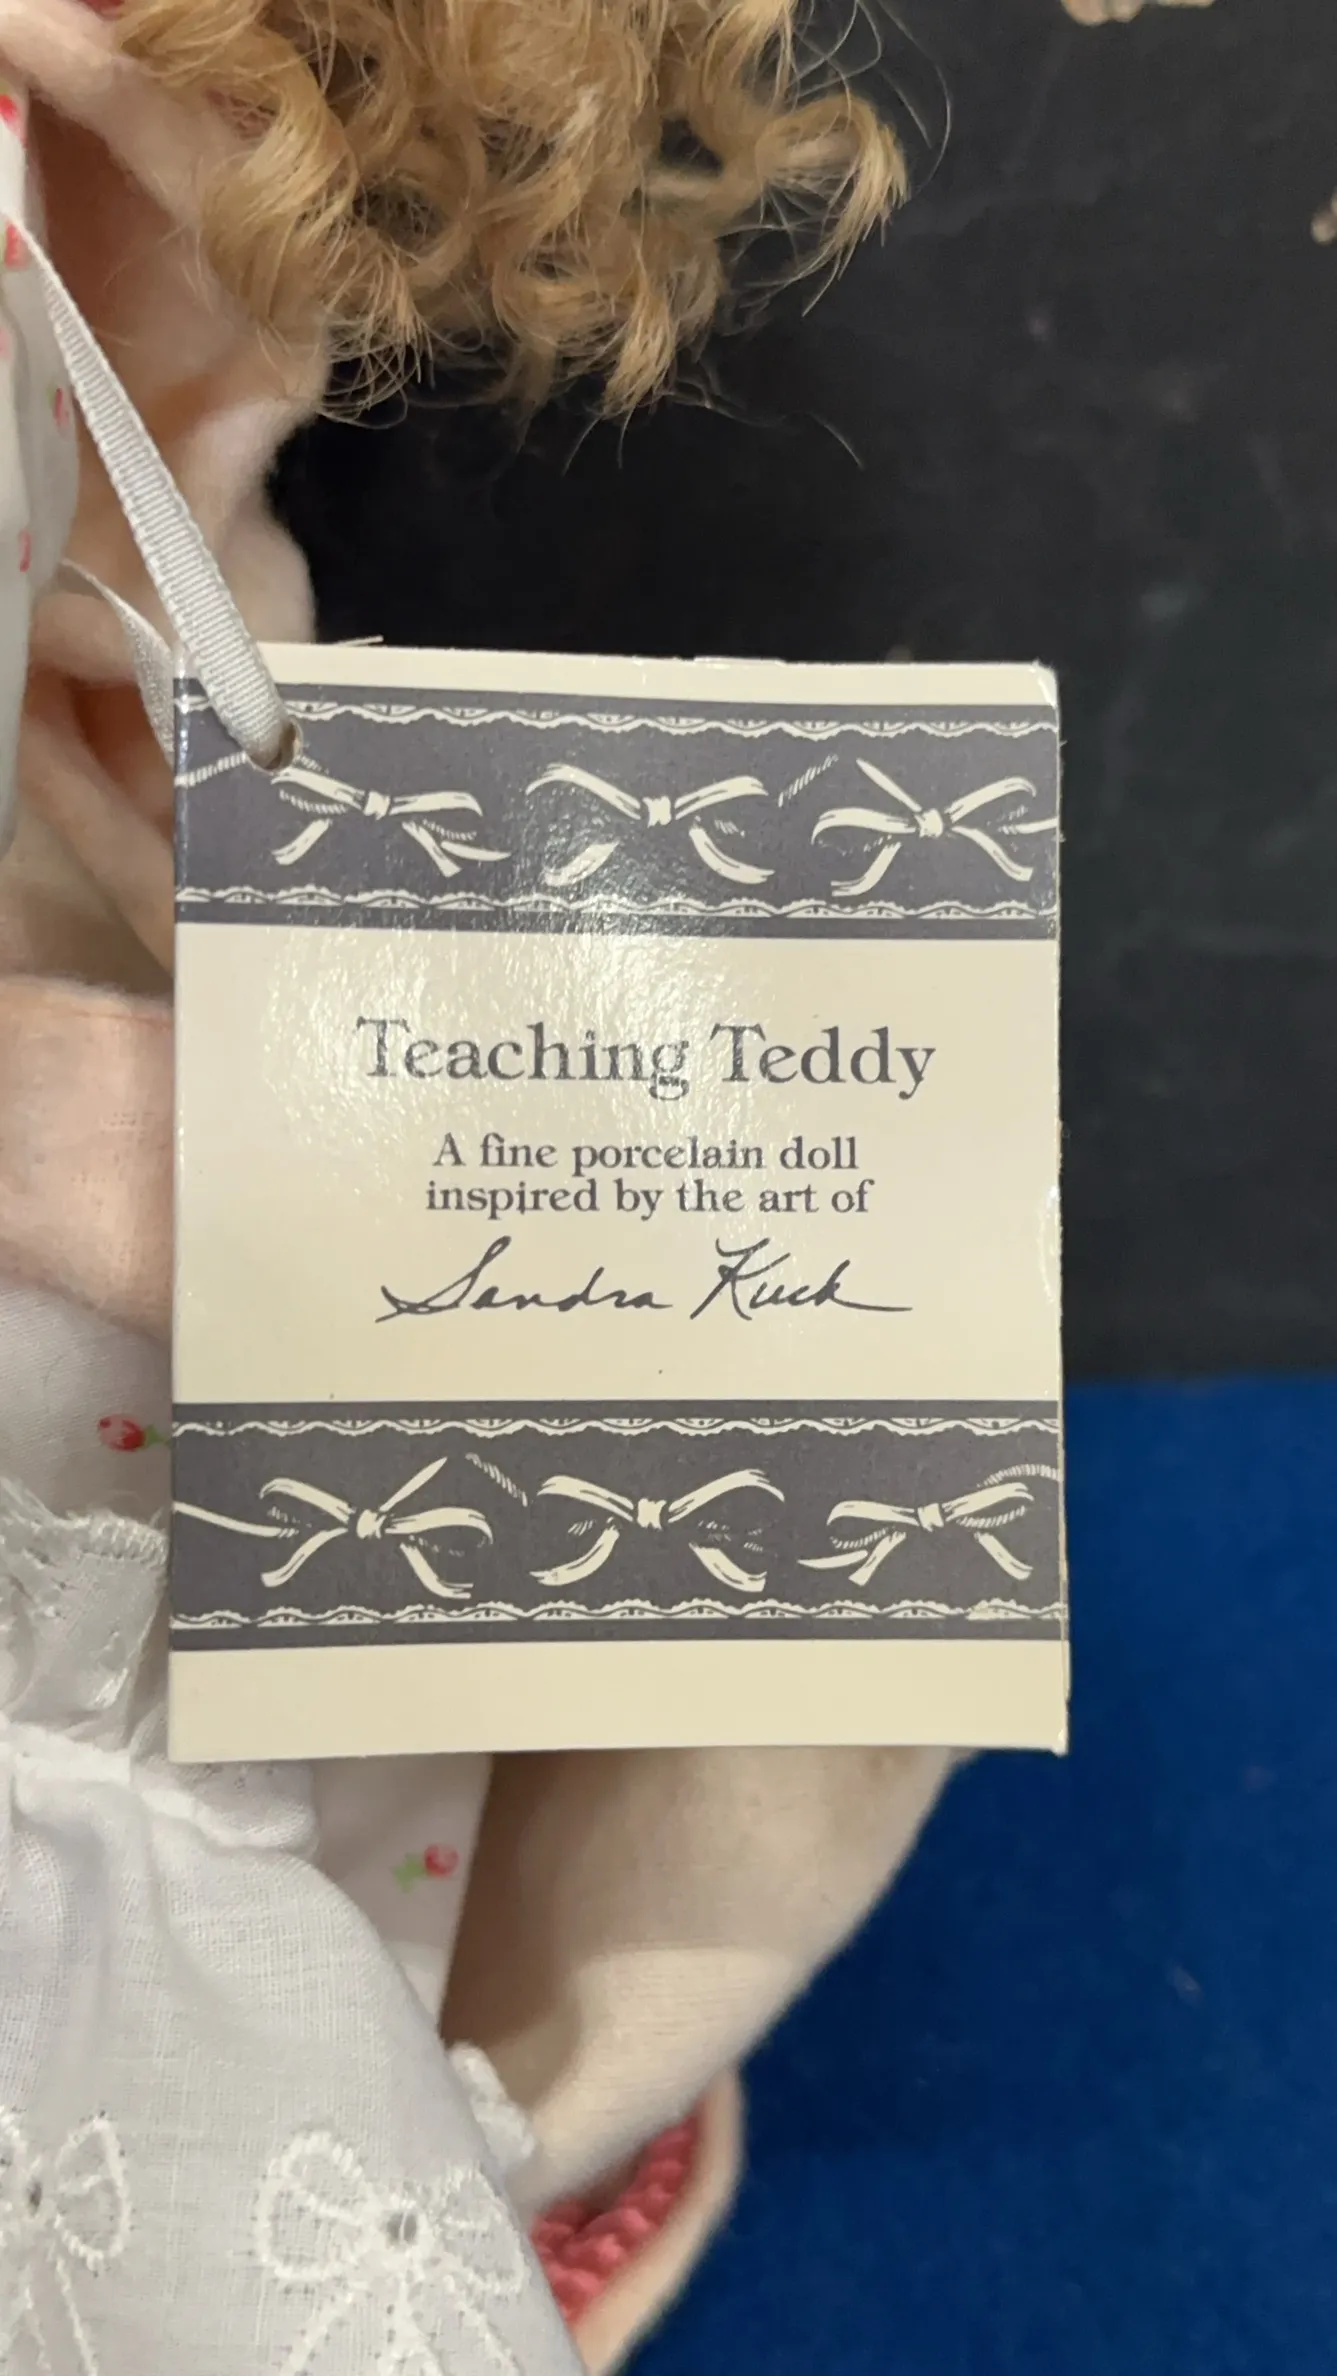 Teaching Teddy
A fine porcelain doll
inspired by the art of
Sandra Kuck